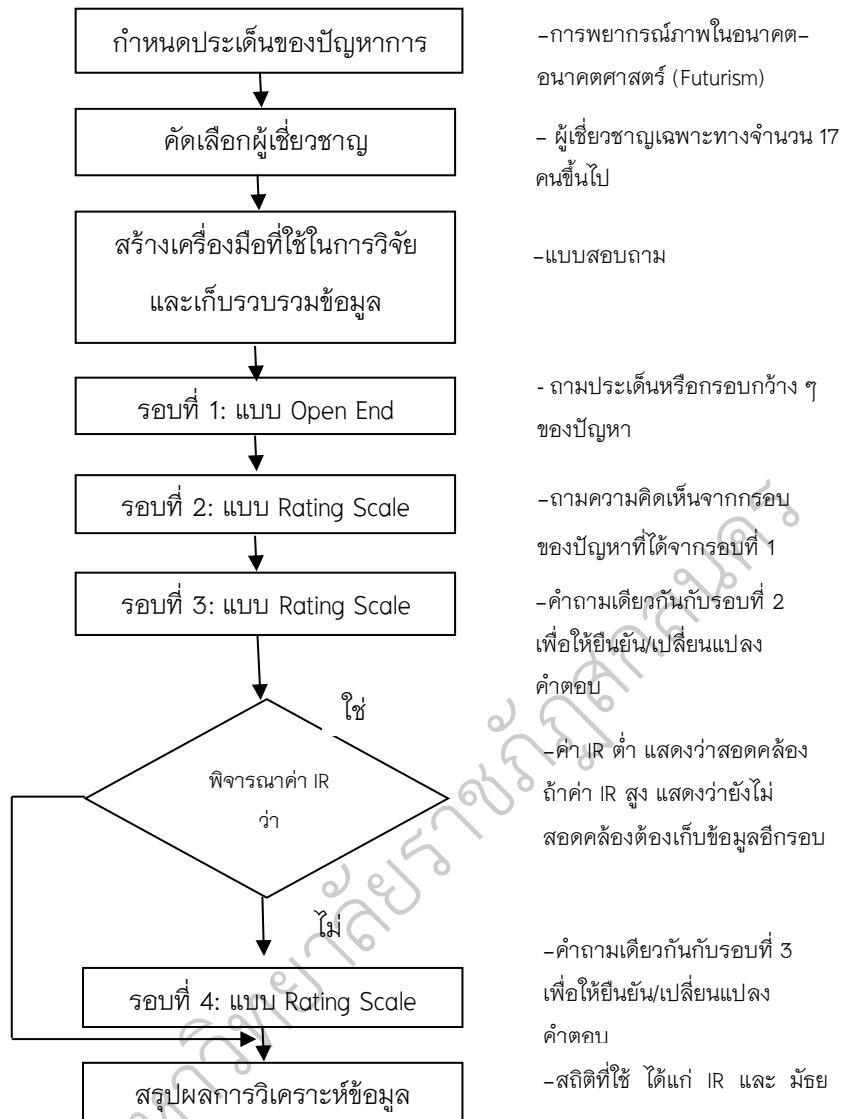 กำหนดประเด็นของปัญหาการ
–การพยากรณ์ภาพในอนาคต–
อนาคตศาสตร์ (Futurism)
คัดเลือกผู้เชี่ยวชาญ
– ผู้เชี่ยวชาญเฉพาะทางจำนวน 17
คนขึ้นไป
สร้างเครื่องมือที่ใช้ในการวิจัย
และเก็บรวบรวมข้อมูล
–แบบสอบถาม
รอบที่ 1: แบบ Open End
- ถามประเด็นหรือกรอบกว้าง ๆ
ของปัญหา
รอบที่ 2: แบบ Rating Scale
–ถามความคิดเห็นจากกรอบ
ของปัญหาที่ได้จากรอบที่ 1
รอบที่ 3: แบบ Rating Scale
–คำถามเดียวกันกับรอบที่ 2
เพื่อให้ยืนยัน/เปลี่ยนแปลง
คำตอบ
ใช่
พิจารณาค่า IR
ว่า
–ค่า IR ต่ำ แสดงว่าสอดคล้อง
ถ้าค่า IR สูง แสดงว่ายังไม่
สอดคล้องต้องเก็บข้อมูลอีกรอบ
ไม่
รอบที่ 4: แบบ Rating Scale
–คำถามเดียวกันกับรอบที่ 3
เพื่อให้ยืนยัน/เปลี่ยนแปลง
คำตอบ
สรุปผลการวิเคราะห์ข้อมูล
–สถิติที่ใช้ ได้แก่ IR และ มัธย
มหาวิทยาลัยราชภัฏสกลนคร